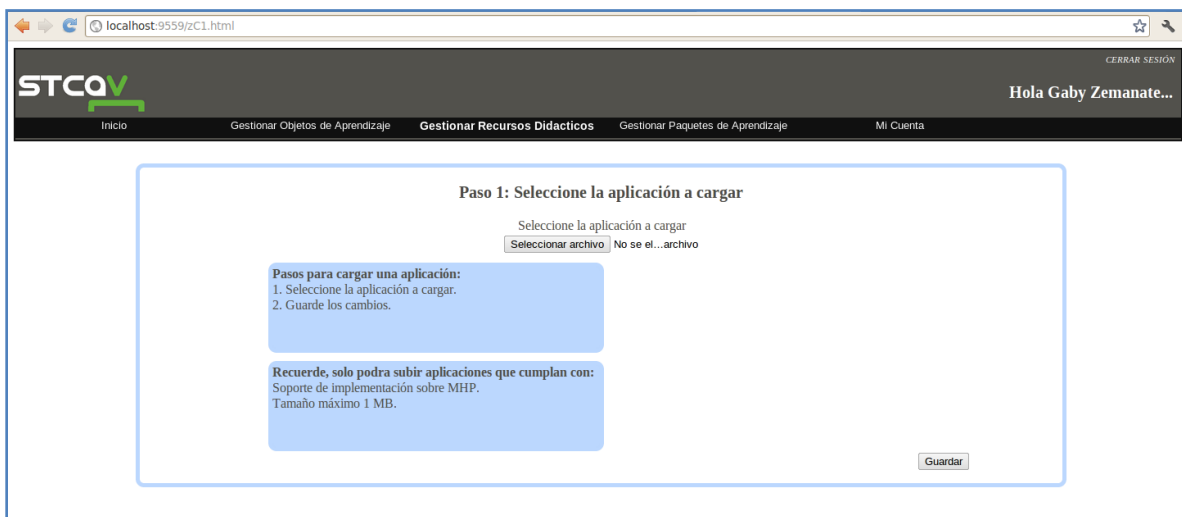 localhost:9559/zC1.html
CERRAR SESIÓN
STCAV
Hola Gaby Zemanate...
Inicio Gestionar Objetos de Aprendizaje Gestionar Recursos Didacticos Gestionar Paquetes de Aprendizaje Mi Cuenta
Paso 1: Seleccione la aplicación a cargar
Seleccione la aplicación a cargar
Seleccionar archivo No se el...archivo
Pasos para cargar una aplicación:
1. Seleccione la aplicación a cargar.
2. Guarde los cambios.
Recuerde, solo podra subir aplicaciones que cumplan con:
Soporte de implementación sobre MHP.
Tamaño máximo 1 MB.
Guardar